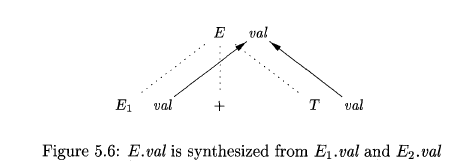 E val
E₁ val + T val
Figure 5.6: E.val is synthesized from E₁.val and E₂.val